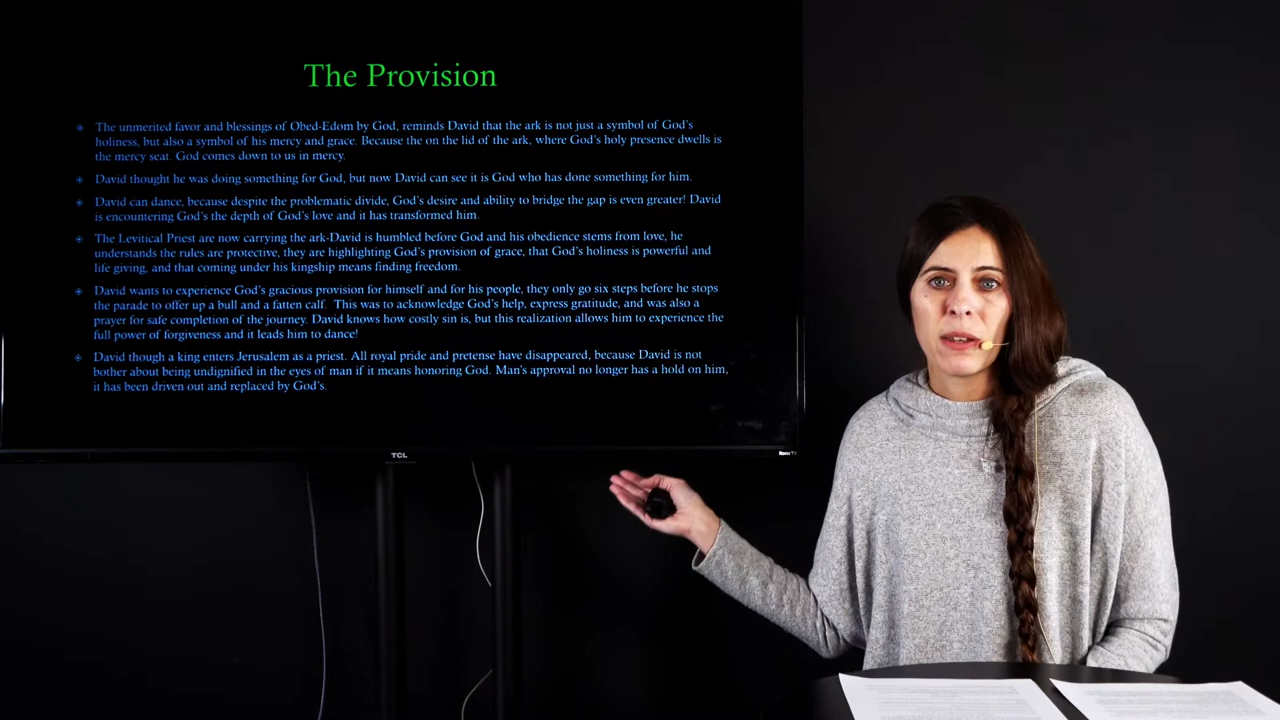 The Provision
The unmerited favor and blessings of Obed-Edom by God, reminds David that the ark is not just a symbol of God's
holiness, but also a symbol of his mercy and grace. Because the on the lid of the ark, where God's holy presence dwells is
the mercy seat. God comes down to us in mercy.
David thought he was doing something for God, but now David can see it is God who has done something for him.
David can dance, because despite the problematic divide, God's desire and ability to bridge the gap is even greater! David
is encountering God's the depth of God's love and it has transformed him.
The Levitical Priest are now carrying the ark-David is humbled before God and his obedience stems from love, he
understands the rules are protective, they are highlighting God's provision of grace, that God's holiness is powerful and
life giving, and that coming under his kingship means finding freedom.
David wants to experience God's gracious provision for himself and for his people, they only go six steps before he stops
the parade to offer up a bull and a fatten calf. This was to acknowledge God's help, express gratitude, and was also a
prayer for safe completion of the journey. David knows how costly sin is, but this realization allows him to experience the
full power of forgiveness and it leads him to dance!
David though a king enters Jerusalem as a priest. All royal pride and pretense have disappeared, because David is not
bother about being undignified in the eyes of man if it means honoring God. Man's approval no longer has a hold on him,
it has been driven out and replaced by God's.
TCL
Roku TV